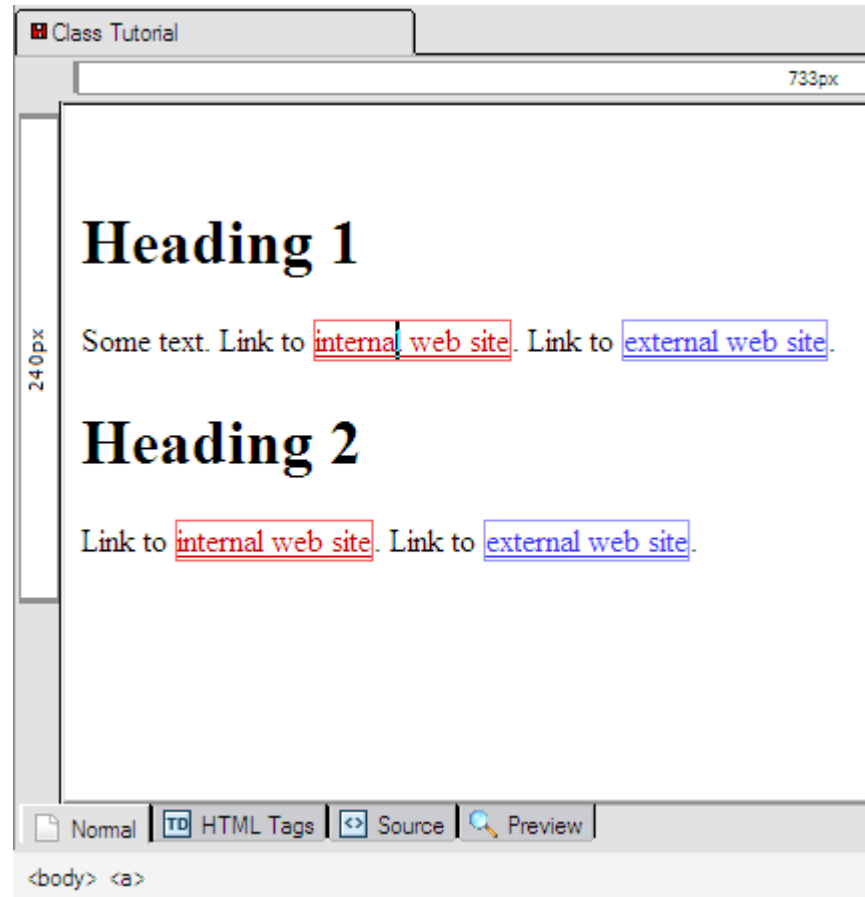 Class Tutorial
733px
240px
Heading 1
Some text. Link to internal web site. Link to external web site.
Heading 2
Link to internal web site. Link to external web site.
Normal TD HTML Tags <> Source Preview
<body> <a>